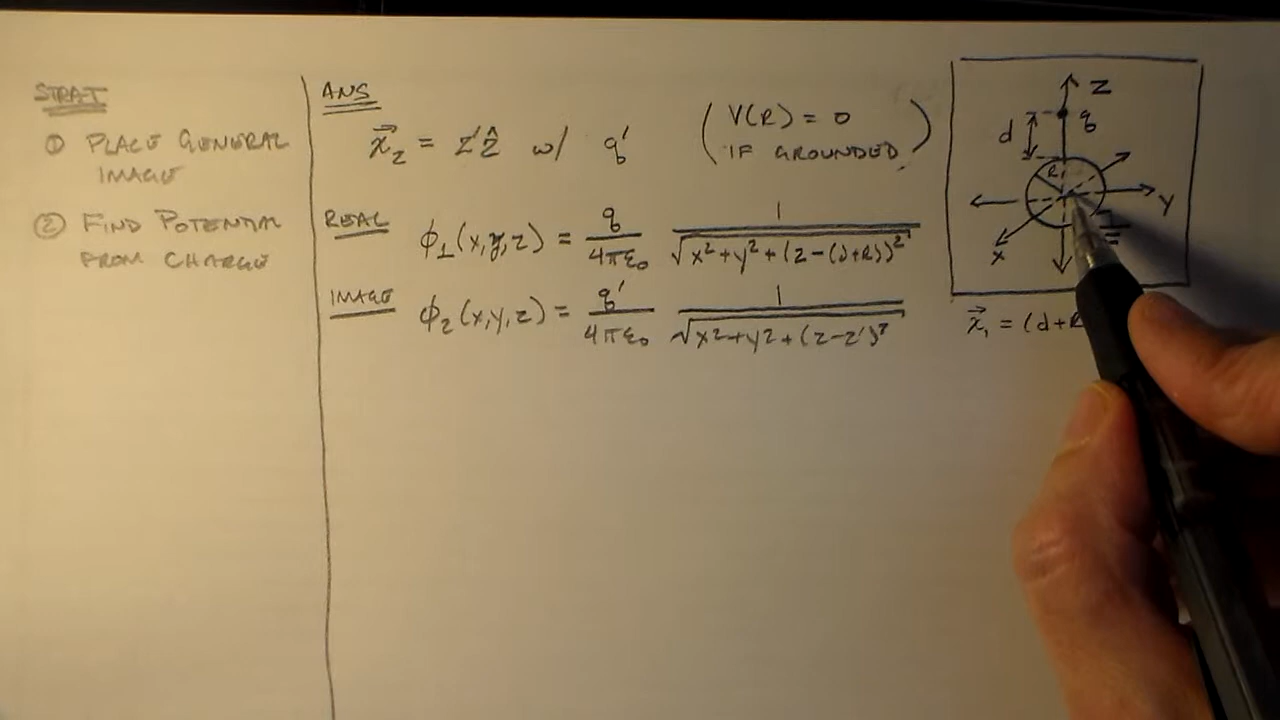 STRAT
① PLACE GENERAL
IMAGE
② FIND POTENTIAL
FROM CHARGE
ANS
x⃗₂ = z'ẑ w/ q'
(V(R) = 0
IF GROUNDED)
REAL
ϕ₁(x,y,z) = q/4πε₀ 1/√x²+y²+(z-(d+R))²
IMAGE
ϕ₂(x,y,z) = q'/4πε₀ 1/√x²+y²+(z-z')²
z
q
d
R
y
x
x⃗₁ = (d+R